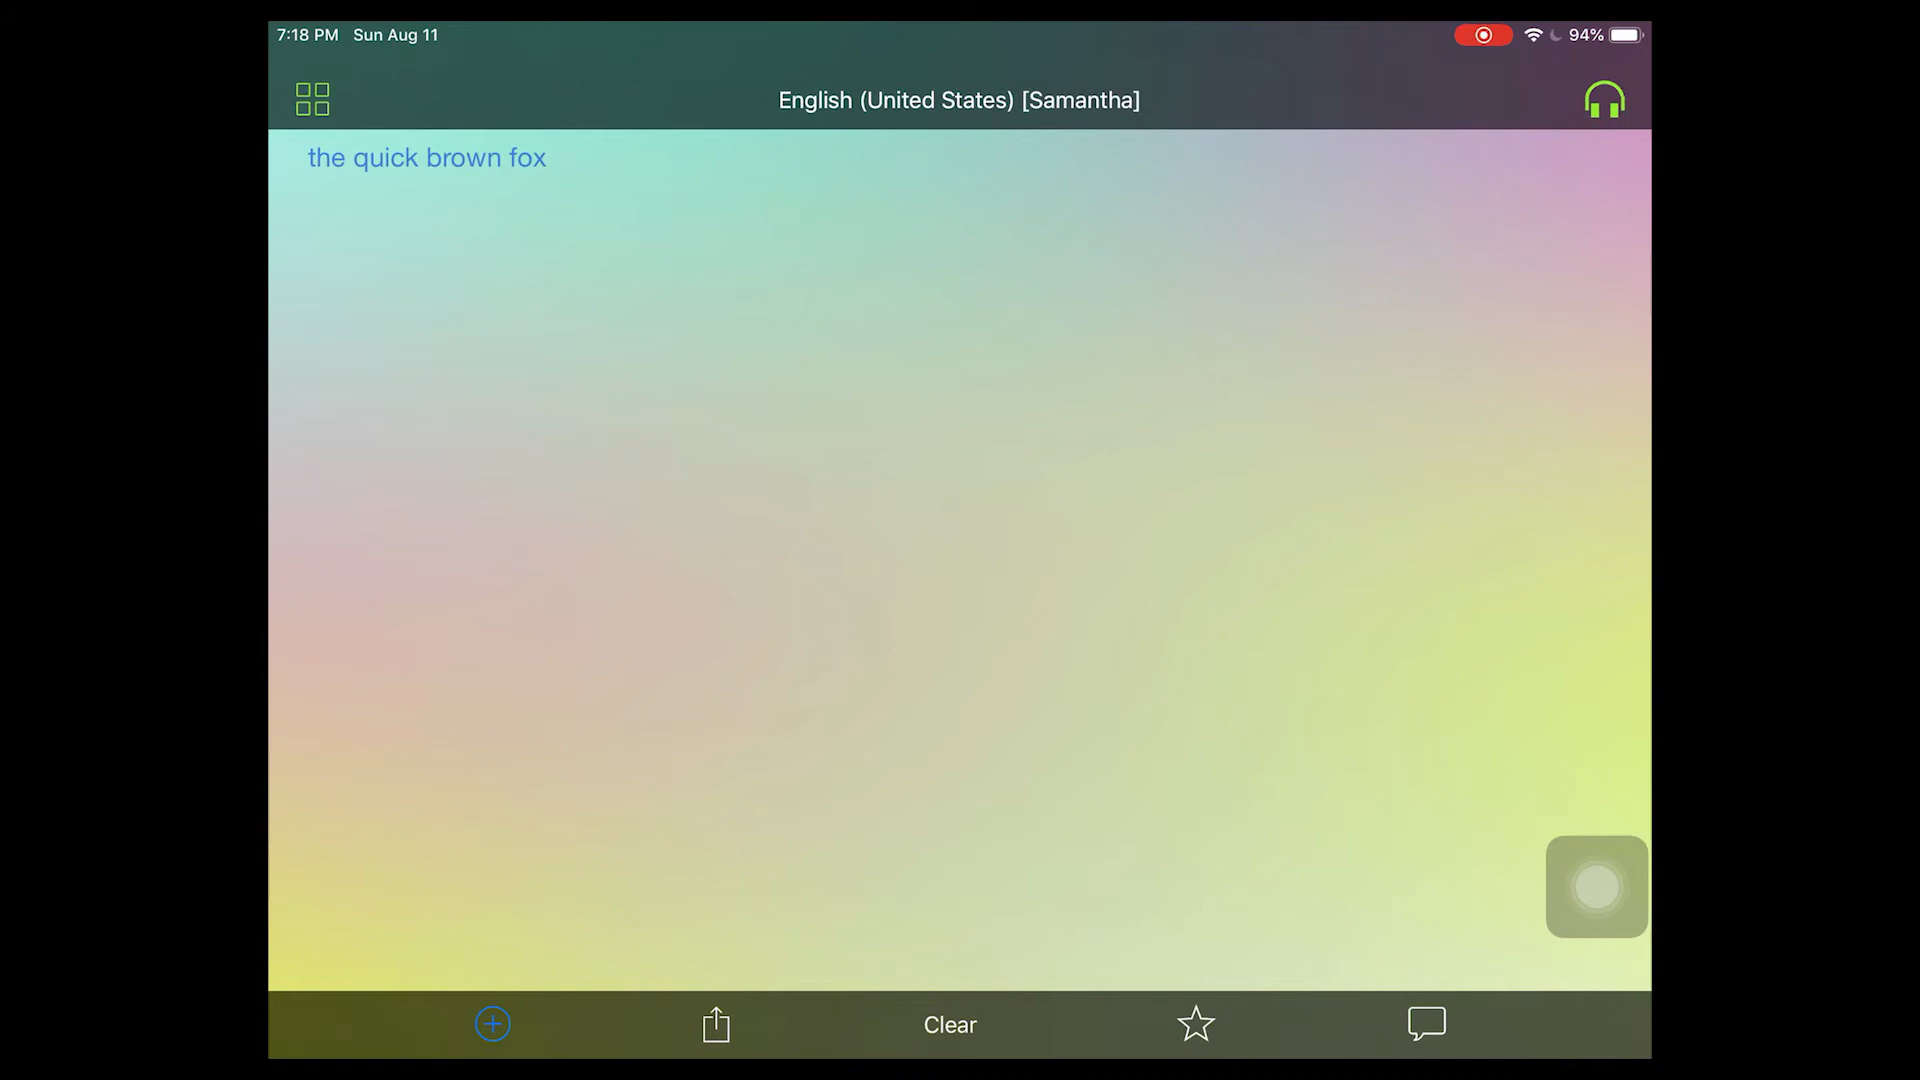 7:18 PM Sun Aug 11
94%
English (United States) [Samantha]
the quick brown fox
Clear